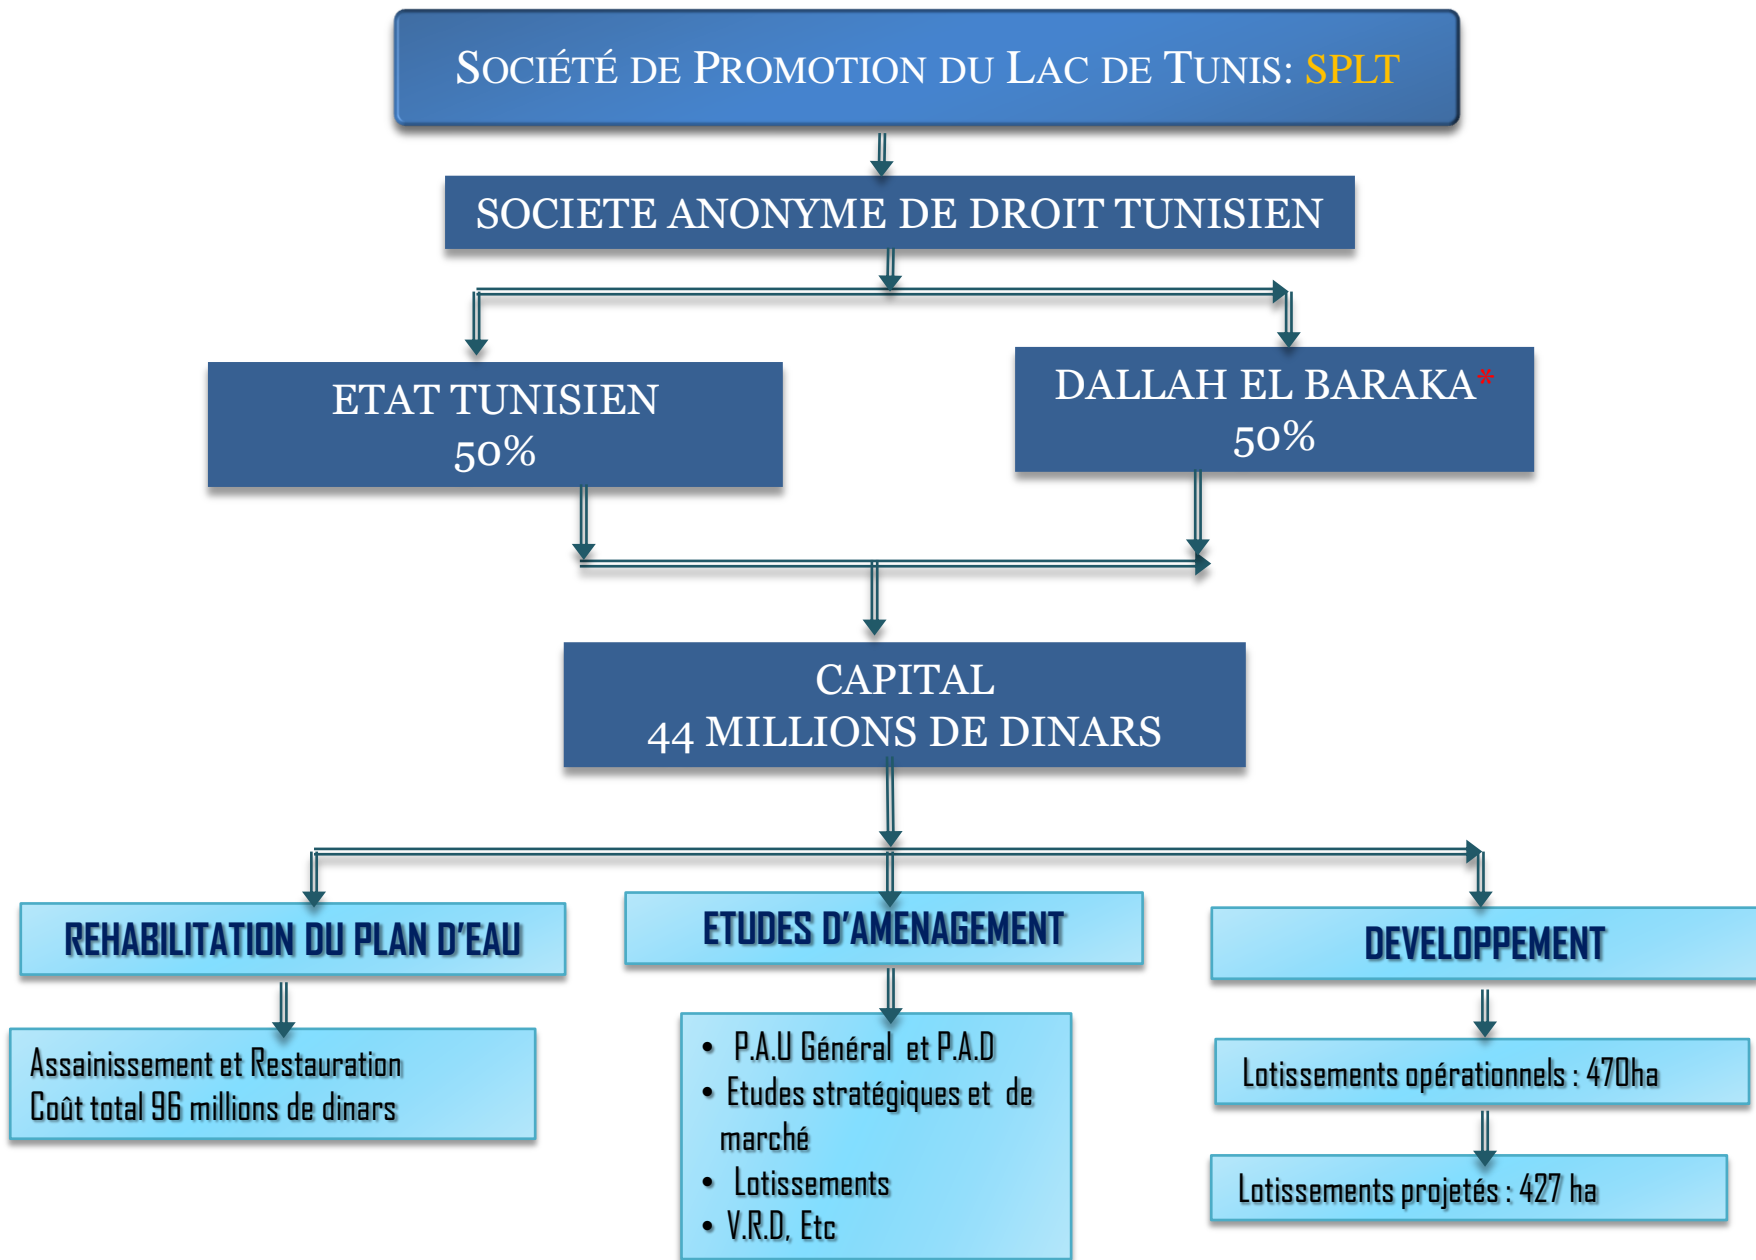 SOCIÉTÉ DE PROMOTION DU LAC DE TUNIS: SPLT
SOCIETE ANONYME DE DROIT TUNISIEN
ETAT TUNISIEN
50%
DALLAH EL BARAKA*
50%
CAPITAL
44 MILLIONS DE DINARS
REHABILITATION DU PLAN D'EAU
Assainissement et Restauration
Coût total 96 millions de dinars
ETUDES D'AMENAGEMENT
• P.A.U Général et P.A.D
• Etudes stratégiques et de
marché
• Lotissements
• V.R.D, Etc
DEVELOPPEMENT
Lotissements opérationnels : 470ha
Lotissements projetés : 427 ha